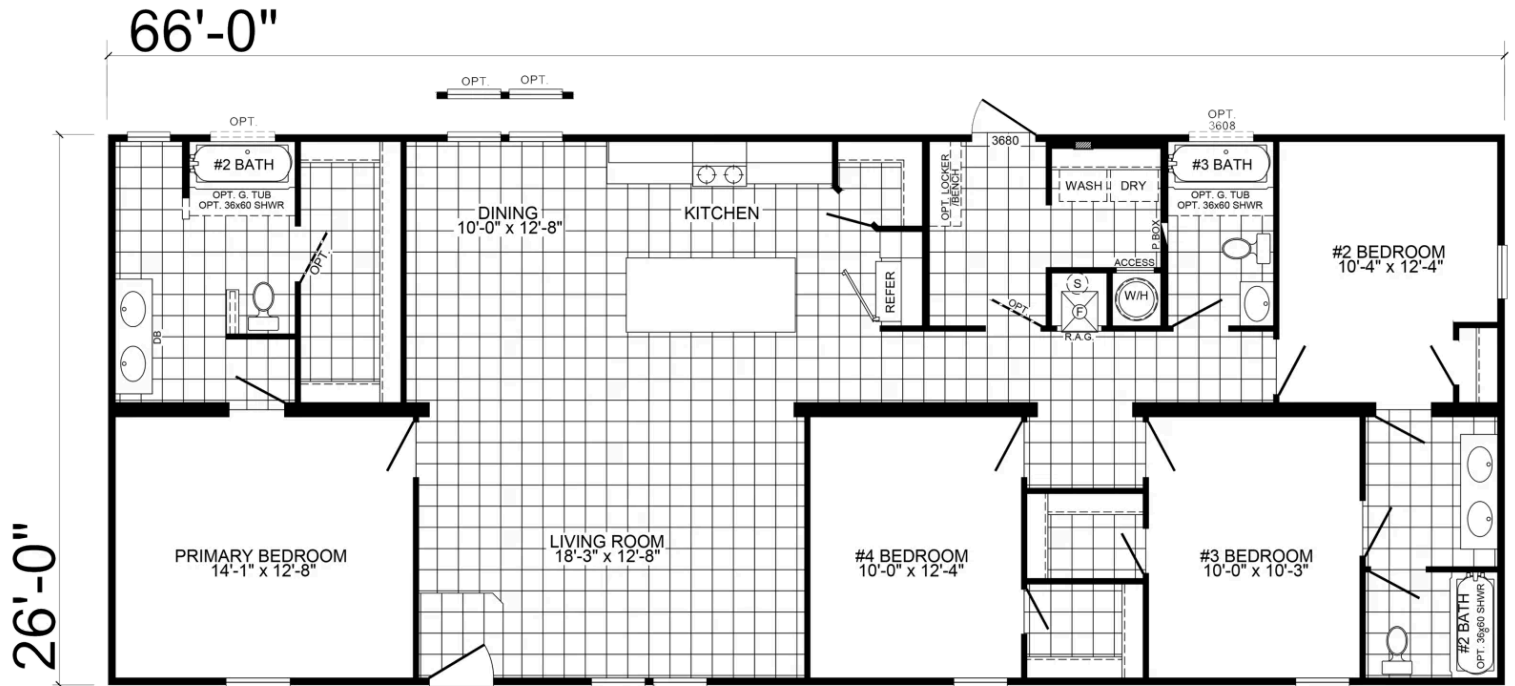 66'-0"
26'-0"
OPT.
OPT.
OPT.
#2 BATH
OPT. G. TUB
OPT. 36x60 SHWR
OPT.
DB
DINING
10'-0" x 12'-8"
KITCHEN
REFER
OPT. LOCKER
/BENCH
3680
WASH
DRY
P.BOX
ACCESS
W/H
S
F
R.A.G.
OPT.
OPT.
3608
#3 BATH
OPT. G. TUB
OPT. 36x60 SHWR
#2 BEDROOM
10'-4" x 12'-4"
PRIMARY BEDROOM
14'-1" x 12'-8"
LIVING ROOM
18'-3" x 12'-8"
#4 BEDROOM
10'-0" x 12'-4"
#3 BEDROOM
10'-0" x 10'-3"
#2 BATH
OPT. 36x60 SHWR